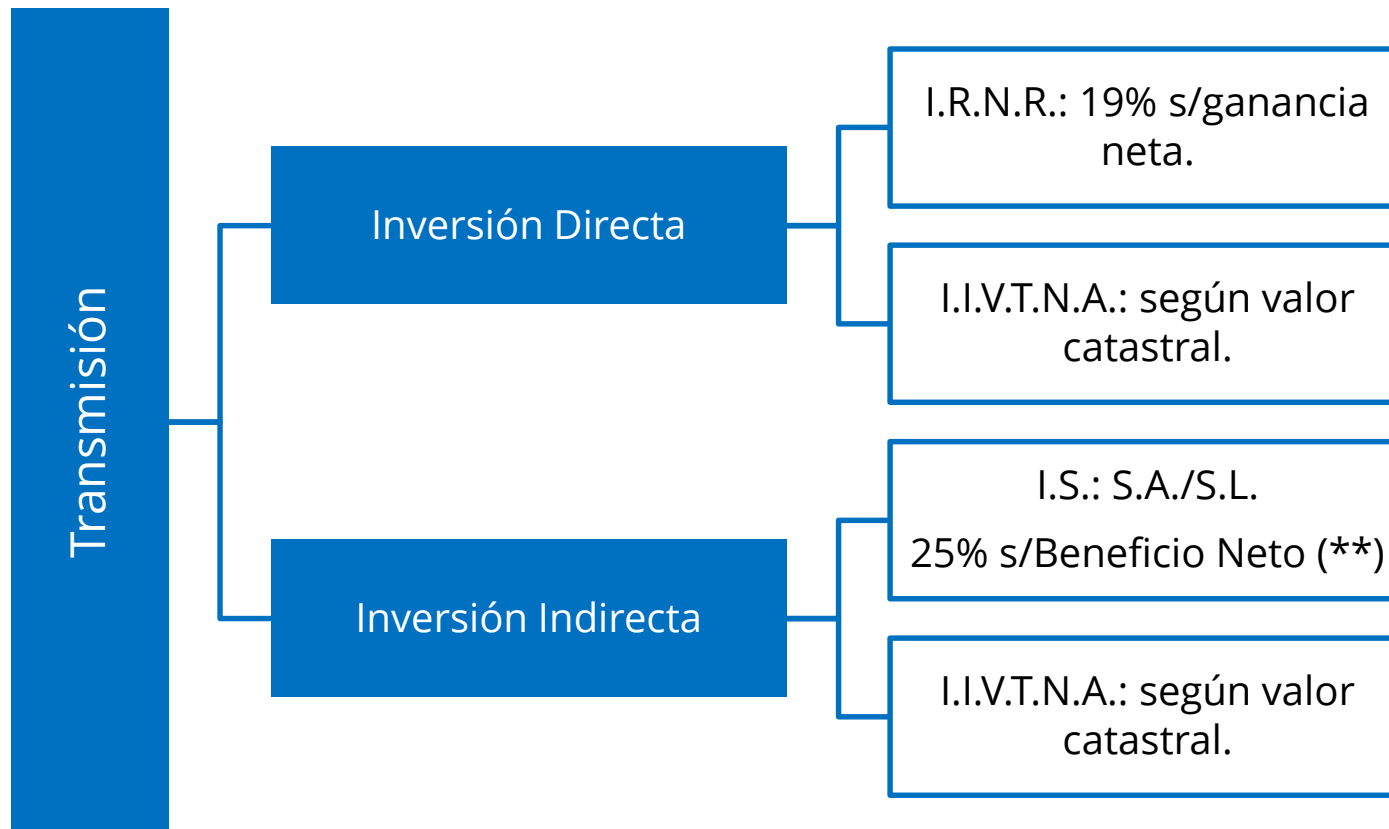 Transmisión
Inversión Directa
I.R.N.R.: 19% s/ganancia
neta.
I.I.V.T.N.A.: según valor
catastral.
Inversión Indirecta
I.S.: S.A./S.L.
25% s/Beneficio Neto (**)
I.I.V.T.N.A.: según valor
catastral.